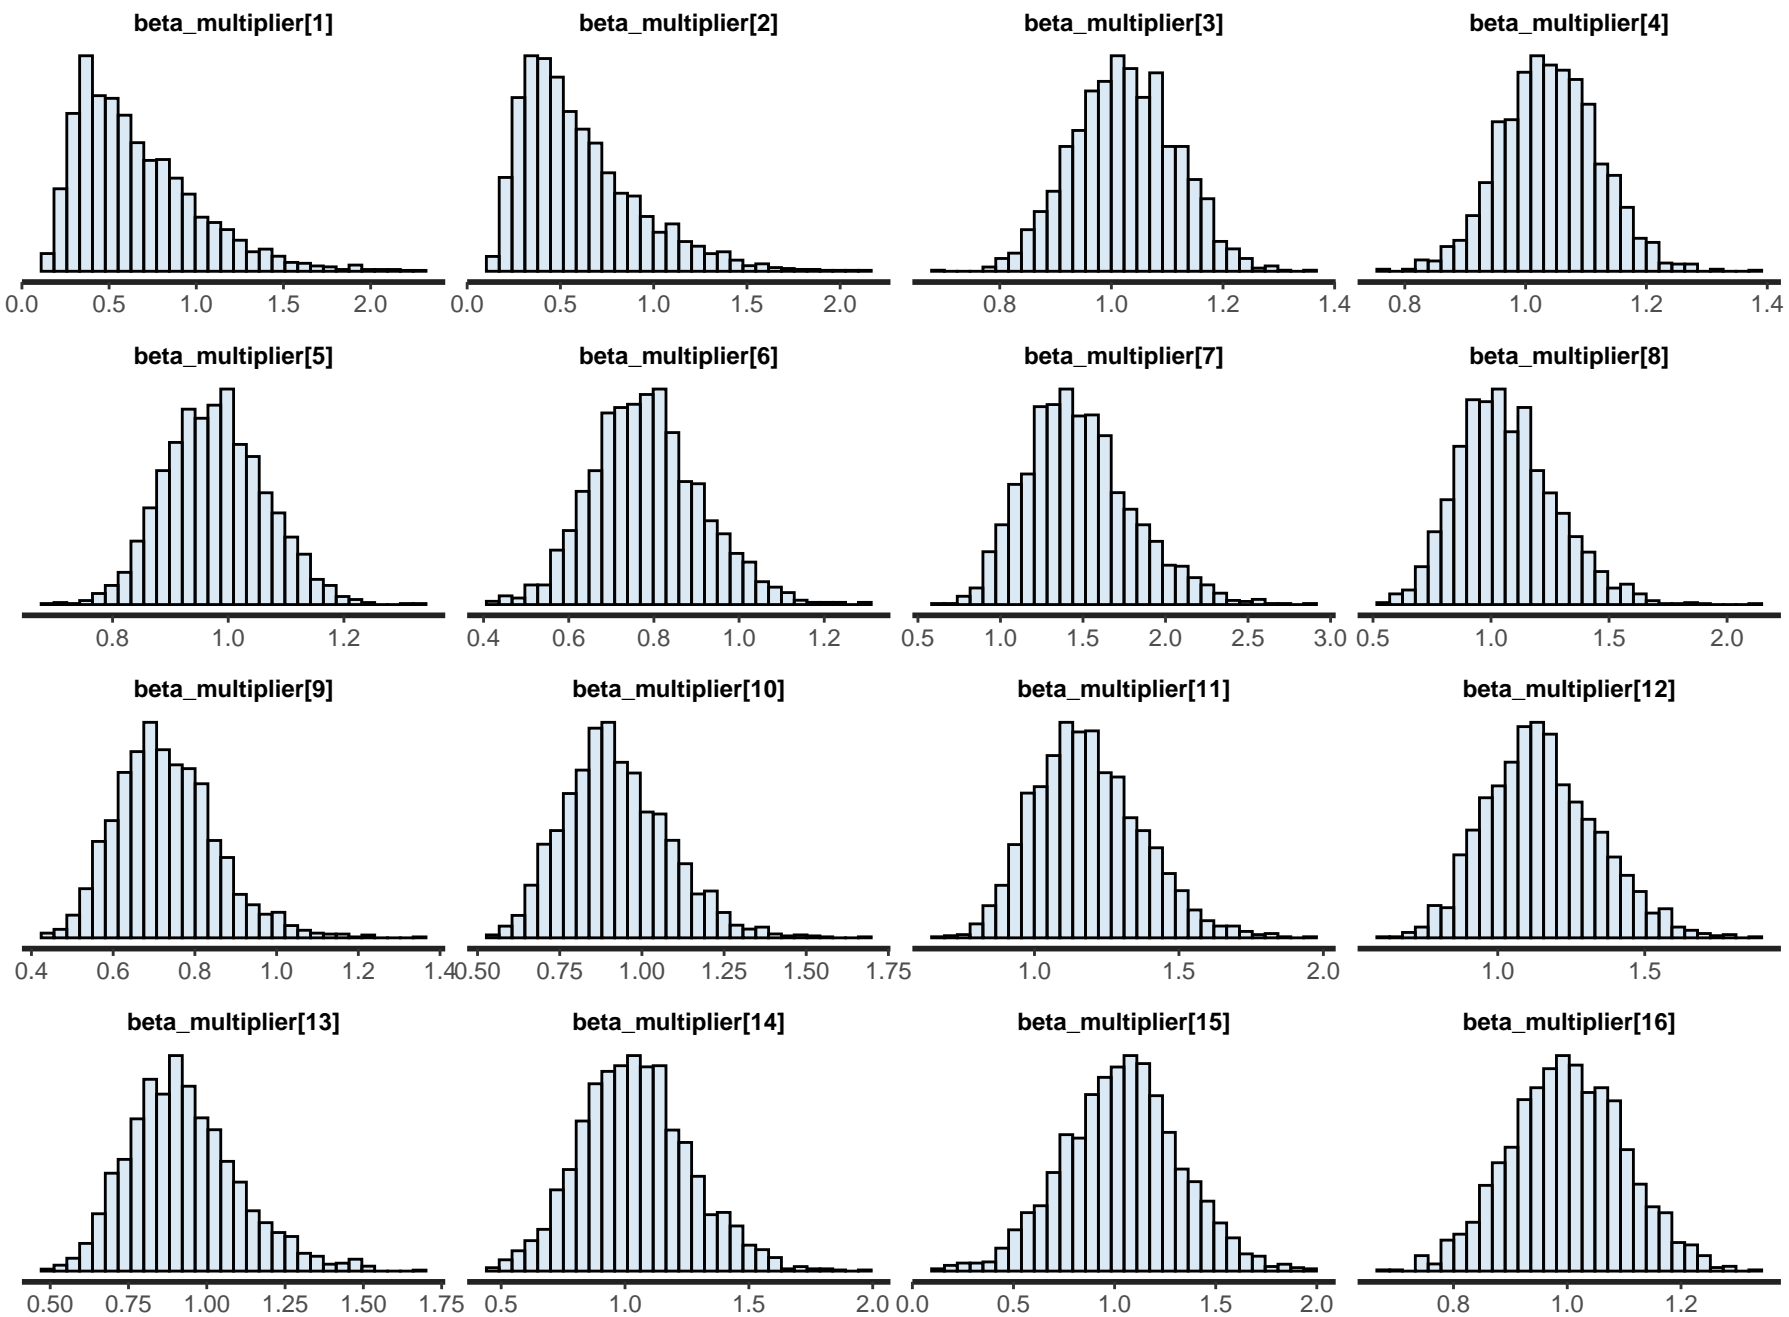 beta_multiplier[1] beta_multiplier[2] beta_multiplier[3] beta_multiplier[4]
0.0 0.5 1.0 1.5 2.0 0.0 0.5 1.0 1.5 2.0 0.8 1.0 1.2 1.4 0.8 1.0 1.2 1.4
beta_multiplier[5] beta_multiplier[6] beta_multiplier[7] beta_multiplier[8]
0.8 1.0 1.2 0.4 0.6 0.8 1.0 1.2 0.5 1.0 1.5 2.0 2.5 3.0 0.5 1.0 1.5 2.0
beta_multiplier[9] beta_multiplier[10] beta_multiplier[11] beta_multiplier[12]
0.4 0.6 0.8 1.0 1.2 1.4 0.50 0.75 1.00 1.25 1.50 1.75 1.0 1.5 2.0 1.0 1.5
beta_multiplier[13] beta_multiplier[14] beta_multiplier[15] beta_multiplier[16]
0.50 0.75 1.00 1.25 1.50 1.75 0.5 1.0 1.5 2.0 0.0 0.5 1.0 1.5 2.0 0.8 1.0 1.2